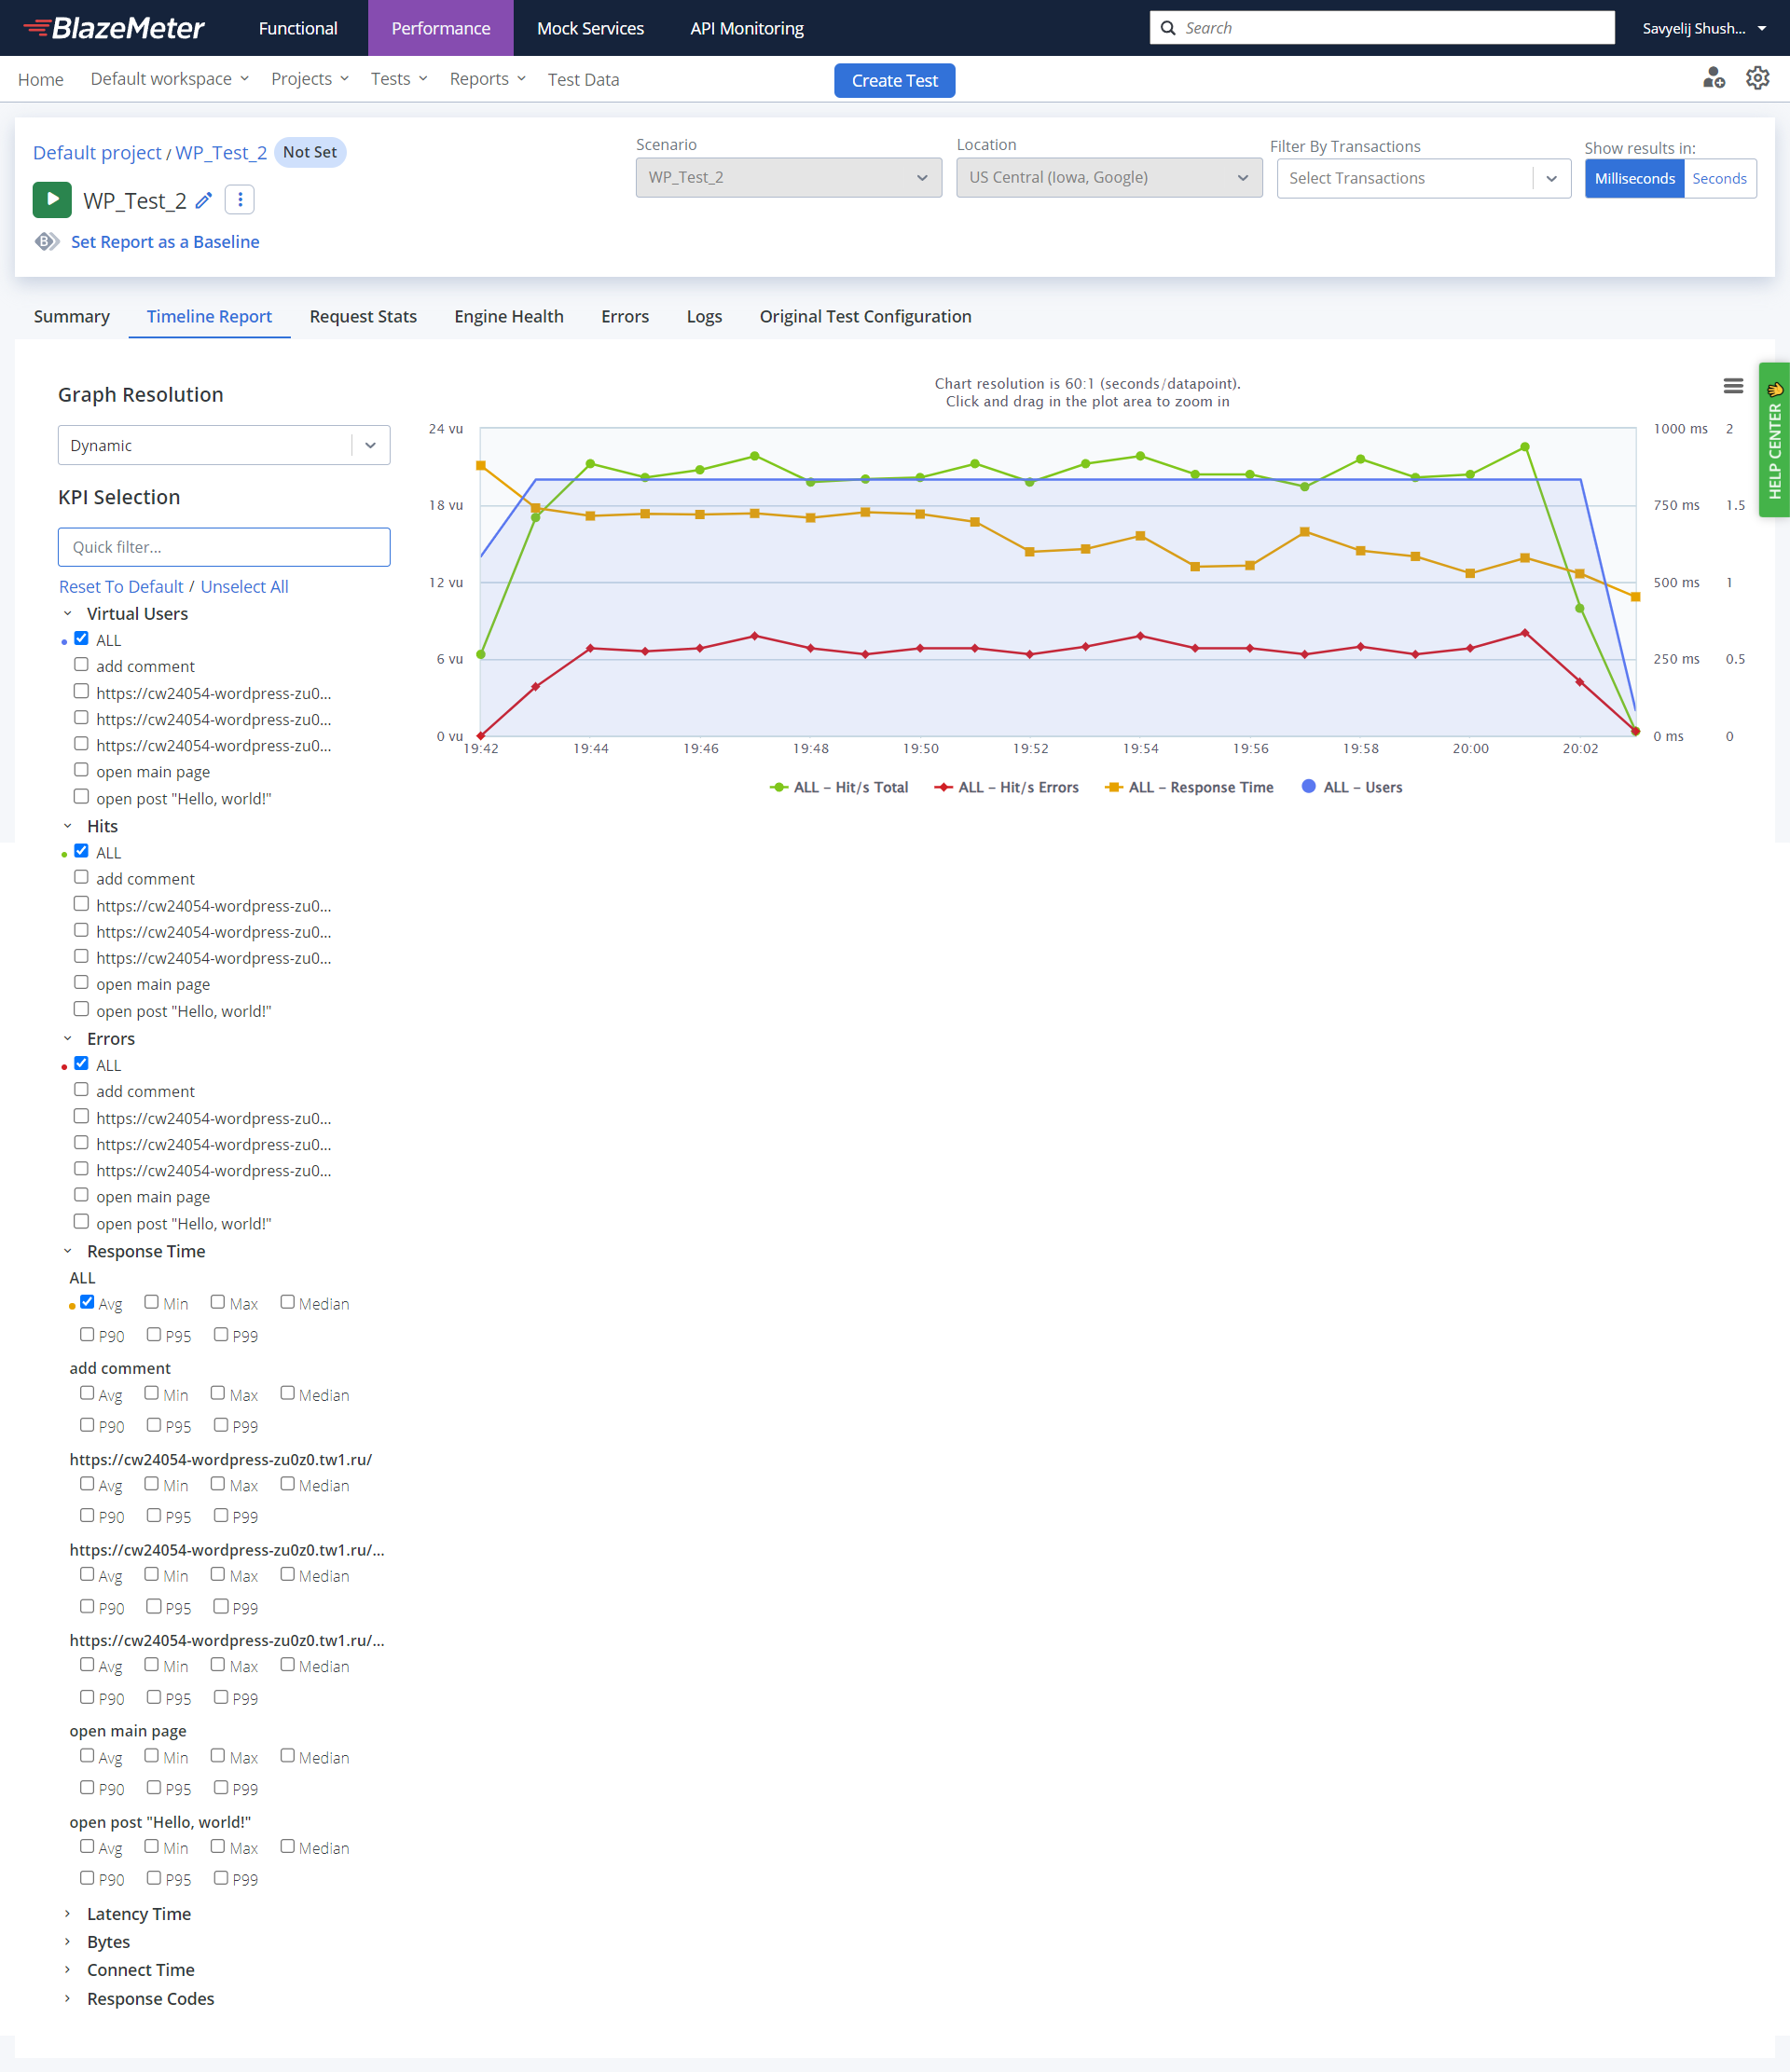 BlazeMeter Functional Performance Mock Services API Monitoring Search Savyelij Shush...
Home Default workspace Projects Tests Reports Test Data Create Test
Default project / WP_Test_2 Not Set
WP_Test_2
Set Report as a Baseline
Scenario
WP_Test_2
Location
US Central (Iowa, Google)
Filter By Transactions
Select Transactions
Show results in:
Milliseconds Seconds
Summary Timeline Report Request Stats Engine Health Errors Logs Original Test Configuration
HELP CENTER
Graph Resolution
Dynamic
KPI Selection
Quick filter...
Reset To Default / Unselect All
Virtual Users
ALL
add comment
https://cw24054-wordpress-zu0...
https://cw24054-wordpress-zu0...
https://cw24054-wordpress-zu0...
open main page
open post "Hello, world!"
Hits
ALL
add comment
https://cw24054-wordpress-zu0...
https://cw24054-wordpress-zu0...
https://cw24054-wordpress-zu0...
open main page
open post "Hello, world!"
Errors
ALL
add comment
https://cw24054-wordpress-zu0...
https://cw24054-wordpress-zu0...
https://cw24054-wordpress-zu0...
open main page
open post "Hello, world!"
Response Time
ALL
Avg Min Max Median
P90 P95 P99
add comment
Avg Min Max Median
P90 P95 P99
https://cw24054-wordpress-zu0z0.tw1.ru/
Avg Min Max Median
P90 P95 P99
https://cw24054-wordpress-zu0z0.tw1.ru/...
Avg Min Max Median
P90 P95 P99
https://cw24054-wordpress-zu0z0.tw1.ru/...
Avg Min Max Median
P90 P95 P99
open main page
Avg Min Max Median
P90 P95 P99
open post "Hello, world!"
Avg Min Max Median
P90 P95 P99
Latency Time
Bytes
Connect Time
Response Codes
Chart resolution is 60:1 (seconds/datapoint).
Click and drag in the plot area to zoom in
24 vu 1000 ms 2
18 vu 750 ms 1.5
12 vu 500 ms 1
6 vu 250 ms 0.5
0 vu 0 ms 0
19:42 19:44 19:46 19:48 19:50 19:52 19:54 19:56 19:58 20:00 20:02
ALL – Hit/s Total ALL – Hit/s Errors ALL – Response Time ALL – Users